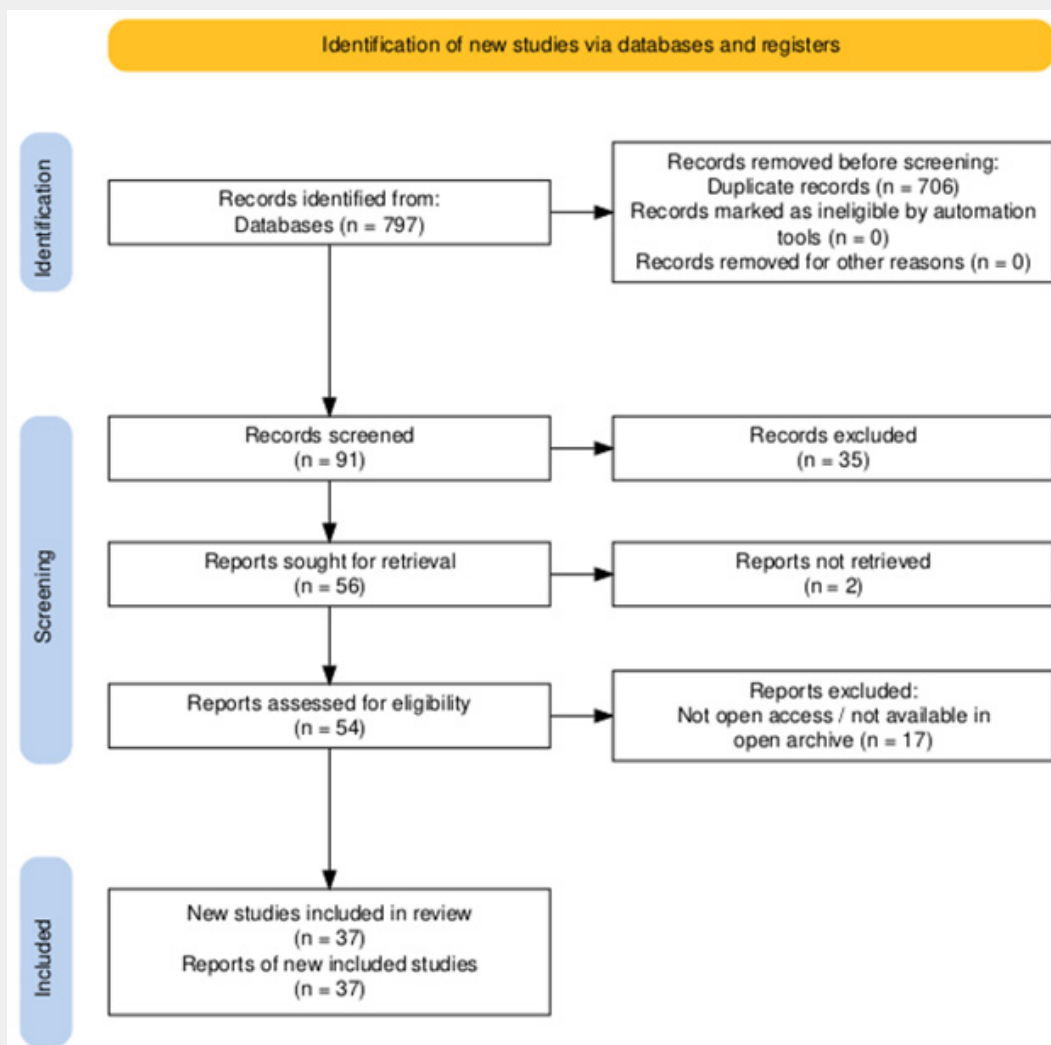 Identification of new studies via databases and registers
Identification
Records identified from:
Databases (n = 797)
Records removed before screening:
Duplicate records (n = 706)
Records marked as ineligible by automation
tools (n = 0)
Records removed for other reasons (n = 0)
Screening
Records screened
(n = 91)
Records excluded
(n = 35)
Reports sought for retrieval
(n = 56)
Reports not retrieved
(n = 2)
Reports assessed for eligibility
(n = 54)
Reports excluded:
Not open access / not available in
open archive (n = 17)
Included
New studies included in review
(n = 37)
Reports of new included studies
(n = 37)